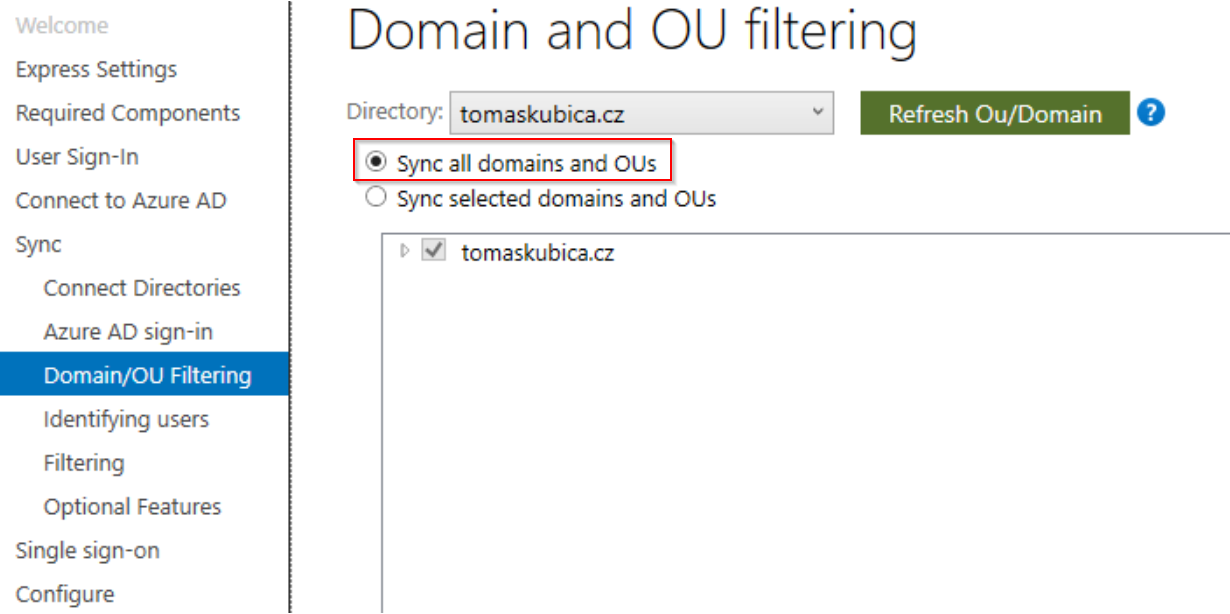 Welcome
Express Settings
Required Components
User Sign-In
Connect to Azure AD
Sync
Connect Directories
Azure AD sign-in
Domain/OU Filtering
Identifying users
Filtering
Optional Features
Single sign-on
Configure
Domain and OU filtering
Directory: tomaskubica.cz Refresh Ou/Domain ?
Sync all domains and OUs
Sync selected domains and OUs
tomaskubica.cz